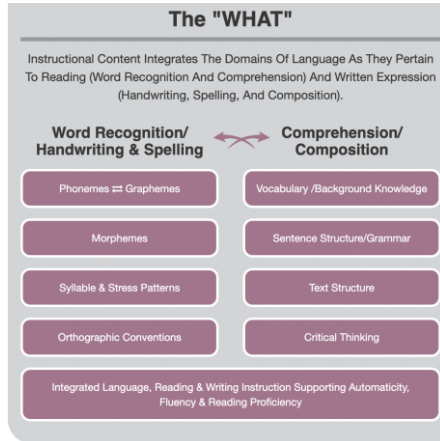 The "WHAT"
Instructional Content Integrates The Domains Of Language As They Pertain
To Reading (Word Recognition And Comprehension) And Written Expression
(Handwriting, Spelling, And Composition).
Word Recognition/
Handwriting & Spelling
Comprehension/
Composition
Phonemes ⇌ Graphemes
Vocabulary /Background Knowledge
Morphemes
Sentence Structure/Grammar
Syllable & Stress Patterns
Text Structure
Orthographic Conventions
Critical Thinking
Integrated Language, Reading & Writing Instruction Supporting Automaticity,
Fluency & Reading Proficiency